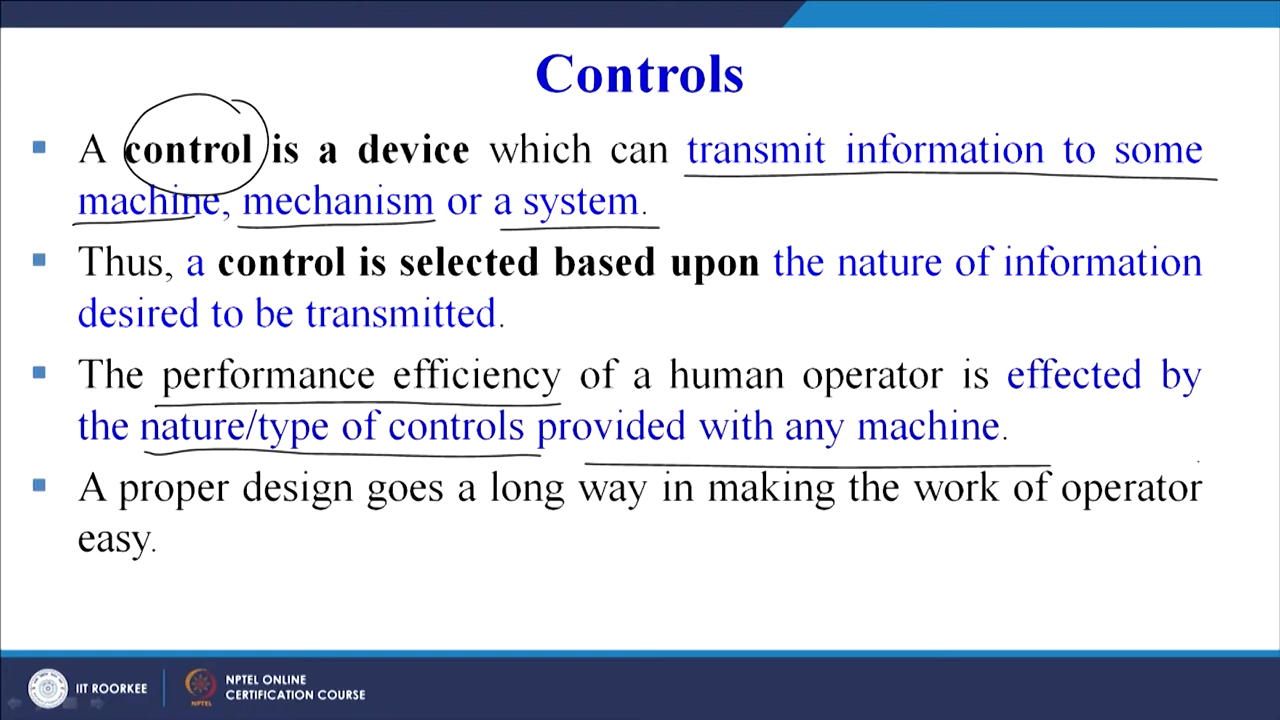 Controls
A control is a device which can transmit information to some
machine, mechanism or a system.
Thus, a control is selected based upon the nature of information
desired to be transmitted.
The performance efficiency of a human operator is effected by
the nature/type of controls provided with any machine.
A proper design goes a long way in making the work of operator
easy.
IIT ROORKEE
NPTEL
NPTEL ONLINE
CERTIFICATION COURSE